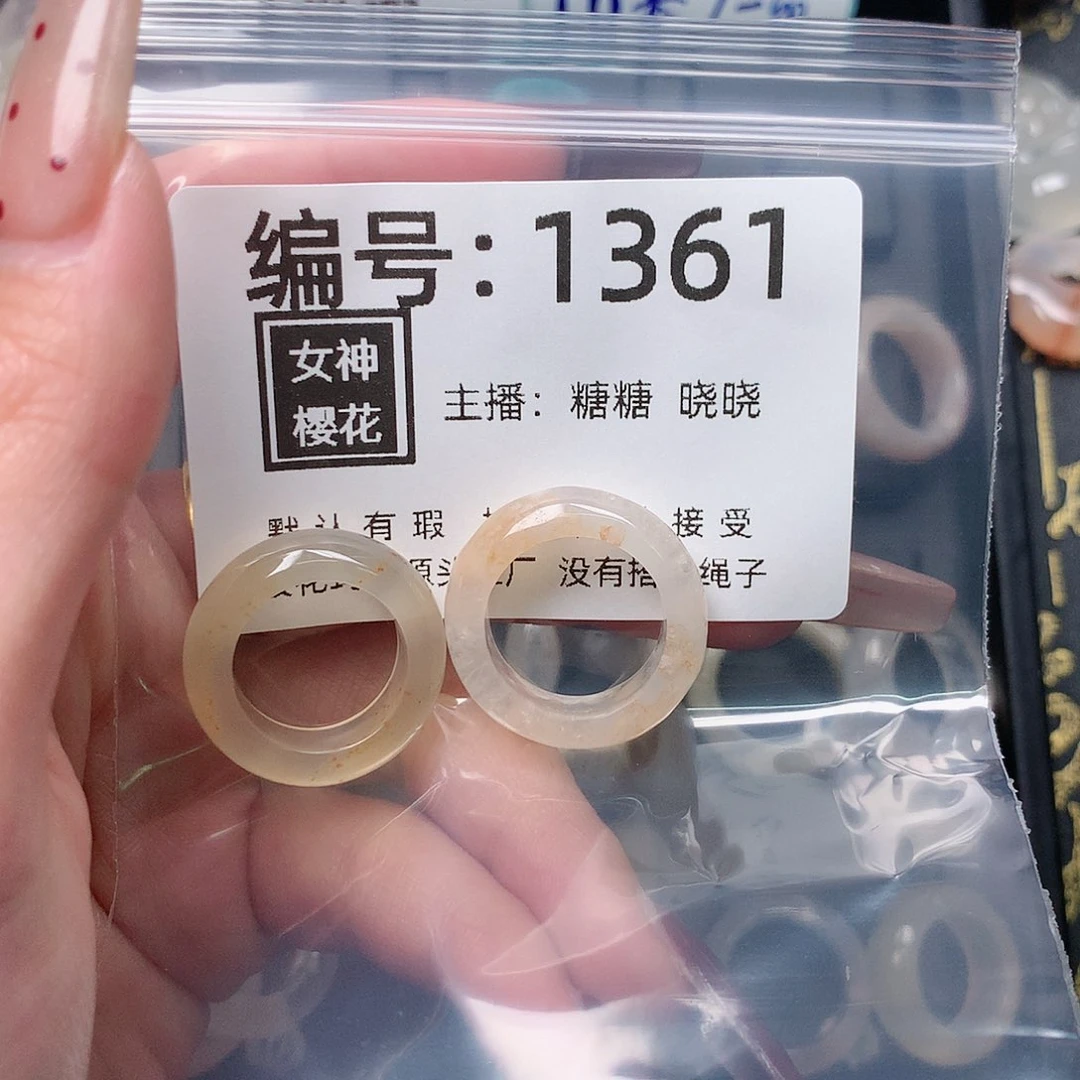 编号：1361
女神
樱花
主播：糖糖 晓晓
默认有瑕 接受
源头工厂 没有搭 绳子